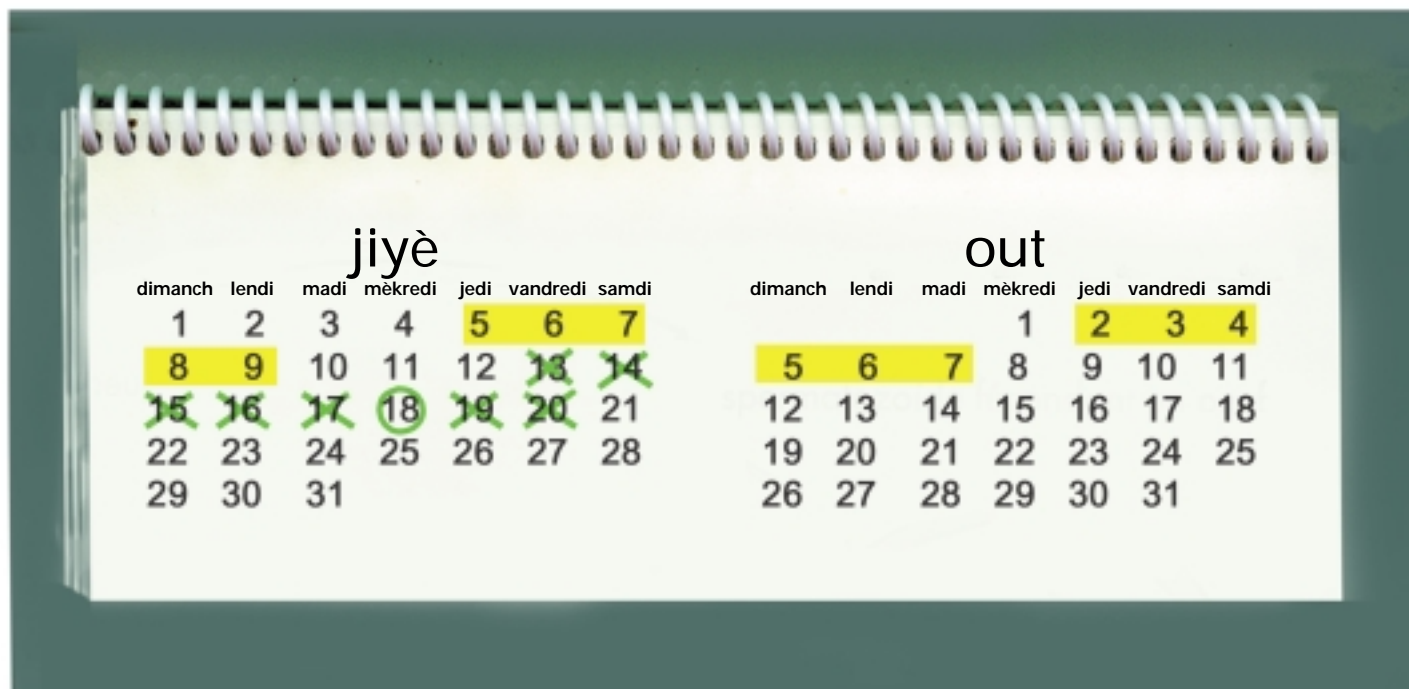 jiyè
dimanch lendi madi mèkredi jedi vandredi samdi
1 2 3 4 5 6 7
8 9 10 11 12 13 14
15 16 17 18 19 20 21
22 23 24 25 26 27 28
29 30 31
out
dimanch lendi madi mèkredi jedi vandredi samdi
1 2 3 4
5 6 7 8 9 10 11
12 13 14 15 16 17 18
19 20 21 22 23 24 25
26 27 28 29 30 31